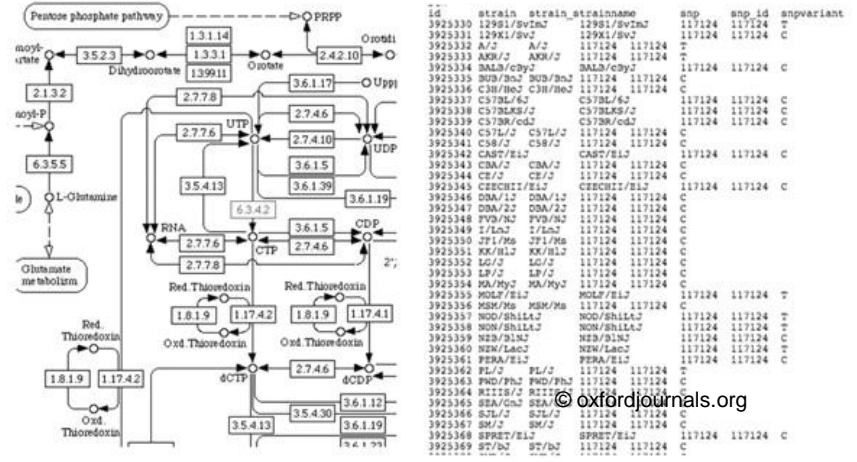 Pentose phosphate pathway
PRPP
1.3.1.14
1.3.3.1
1.3.99.11
3.5.2.3
Dihydroorotate
Orotate
2.4.2.10
2.1.3.2
6.3.5.5
L-Glutamine
Glutamate
metabolism
2.7.7.8
2.7.7.6
UTP
3.6.1.17
2.7.4.6
2.7.4.10
UDP
3.6.1.5
3.6.1.39
3.6.1.19
3.5.4.13
6.3.4.2
RNA
2.7.7.6
CTP
3.6.1.5
2.7.4.6
CDP
2.7.7.8
Red.Thioredoxin
Red.Thioredoxin
1.8.1.9
1.17.4.2
1.8.1.9
1.17.4.1
Oxd.Thioredoxin
Oxd.Thioredoxin
Red.
Thioredoxin
1.8.1.9
1.17.4.2
Oxd.
Thioredoxin
dCTP
2.7.4.6
dCDP
3.6.1.12
3.5.4.30
3.5.4.13
3.6.1.19
id strain strain_strainname snp snp_id snpvariant
3925330 129S1/SvImJ 129S1/SvImJ 117124 117124 T
3925331 129X1/SvJ 129X1/SvJ 117124 117124 C
3925332 A/J A/J 117124 117124 T
3925333 AKR/J AKR/J 117124 117124 T
3925334 BALB/cByJ BALB/cByJ 117124 117124 C
3925335 BUB/BnJ BUB/BnJ 117124 117124 C
3925336 C3H/HeJ C3H/HeJ 117124 117124 C
3925337 C57BL/6J C57BL/6J 117124 117124 C
3925338 C57BLKS/J C57BLKS/J 117124 117124 C
3925339 C57BR/cdJ C57BR/cdJ 117124 117124 C
3925340 C57L/J C57L/J 117124 117124 C
3925341 C58/J C58/J 117124 117124 C
3925342 CAST/EiJ CAST/EiJ 117124 117124 C
3925343 CBA/J CBA/J 117124 117124 C
3925344 CE/J CE/J 117124 117124 C
3925345 CZECHII/EiJ CZECHII/EiJ 117124 117124 C
3925346 DBA/1J DBA/1J 117124 117124 C
3925347 DBA/2J DBA/2J 117124 117124 C
3925348 FVB/NJ FVB/NJ 117124 117124 C
3925349 I/LnJ I/LnJ 117124 117124 C
3925350 JF1/Ms JF1/Ms 117124 117124 C
3925351 KK/HlJ KK/HlJ 117124 117124 C
3925352 LG/J LG/J 117124 117124 C
3925353 LP/J LP/J 117124 117124 C
3925354 MA/MyJ MA/MyJ 117124 117124 C
3925355 MOLF/EiJ MOLF/EiJ 117124 117124 T
3925356 MSM/Ms MSM/Ms 117124 117124 C
3925357 NOD/ShiLtJ NOD/ShiLtJ 117124 117124 T
3925358 NON/ShiLtJ NON/ShiLtJ 117124 117124 T
3925359 NZB/BlNJ NZB/BlNJ 117124 117124 C
3925360 NZW/LacJ NZW/LacJ 117124 117124 T
3925361 PERA/EiJ PERA/EiJ 117124 117124 C
3925362 PL/J PL/J 117124 117124 T
3925363 PWD/PhJ PWD/PhJ 117124 117124 C
3925364 RIIIS/J 117124 C
3925365 SEA/GnJ C
© oxfordjournals.org
3925366 SJL/J SJL/J 117124 117124 C
3925367 SM/J SM/J 117124 117124 C
3925368 SPRET/EiJ SPRET/EiJ 117124 117124 C
3925369 ST/bJ ST/bJ 117124 117124 C